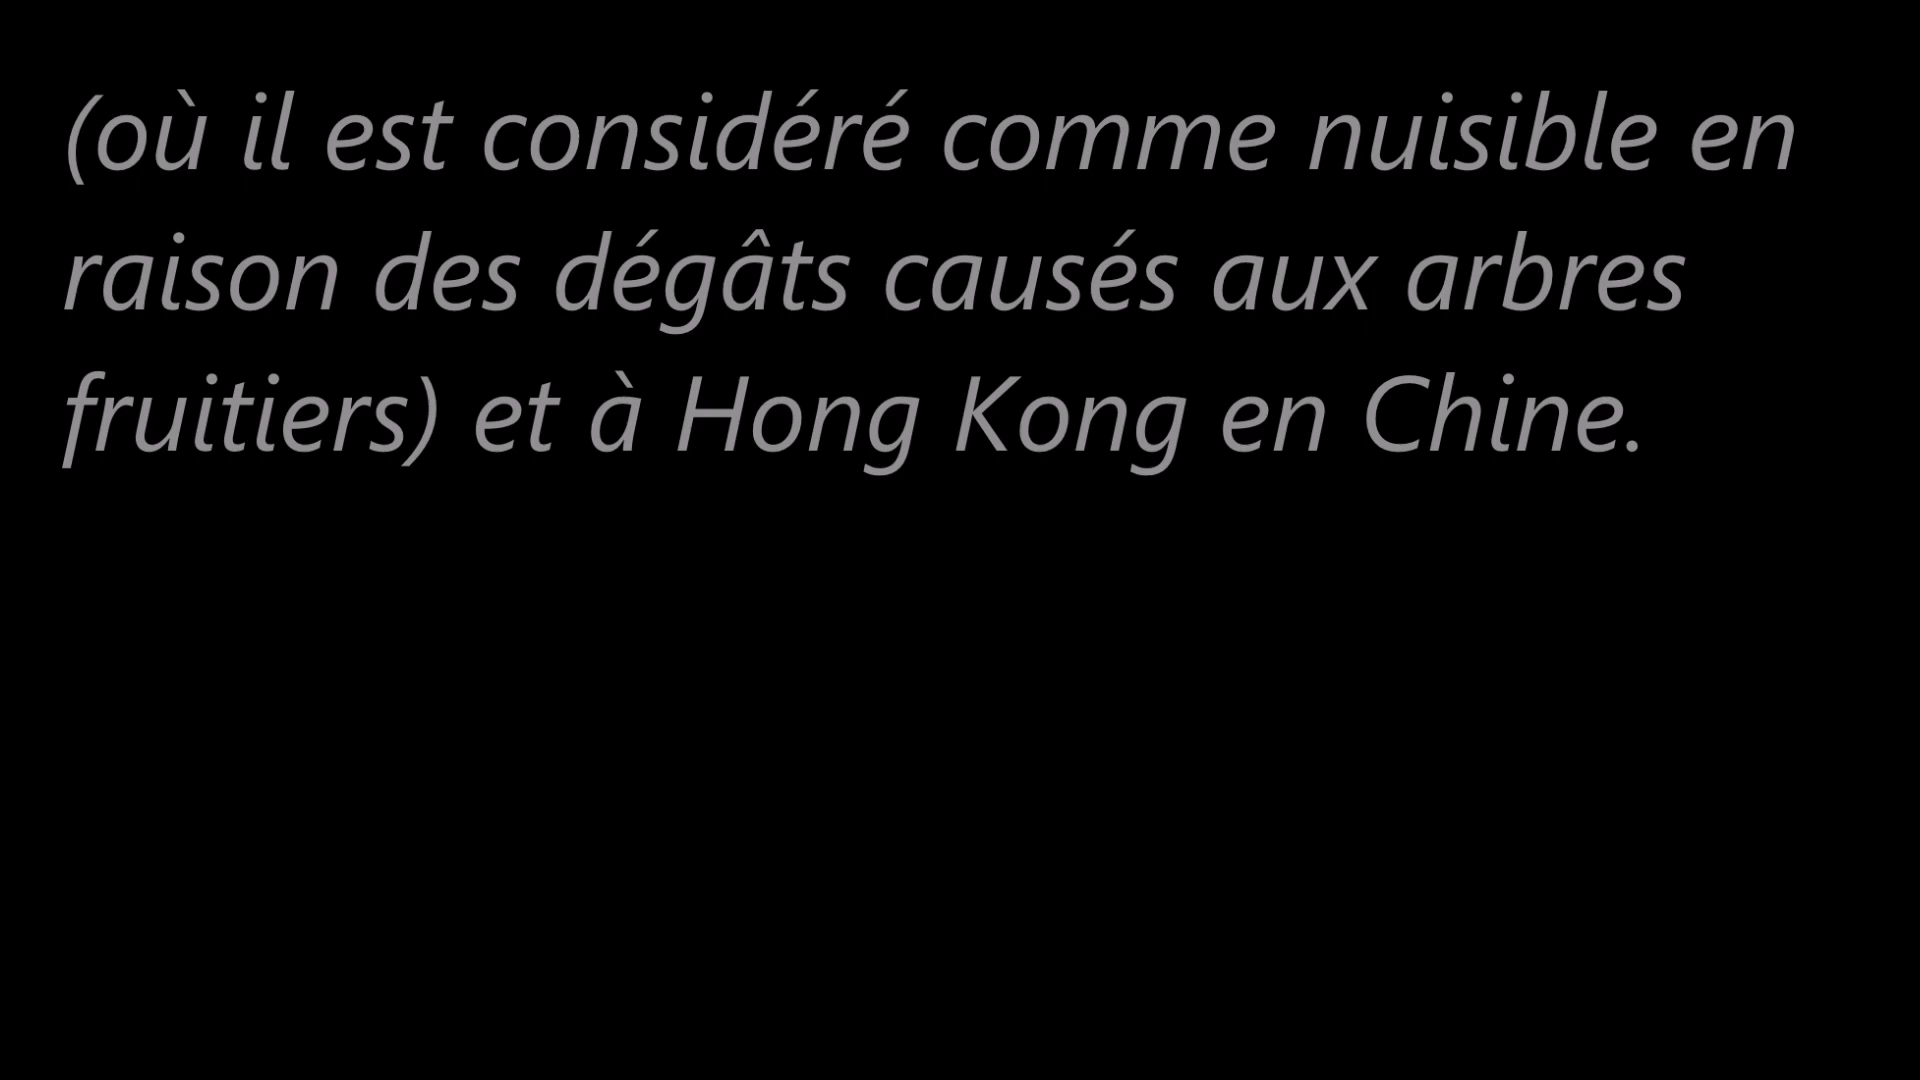 (où il est considéré comme nuisible en
raison des dégâts causés aux arbres
fruitiers) et à Hong Kong en Chine.